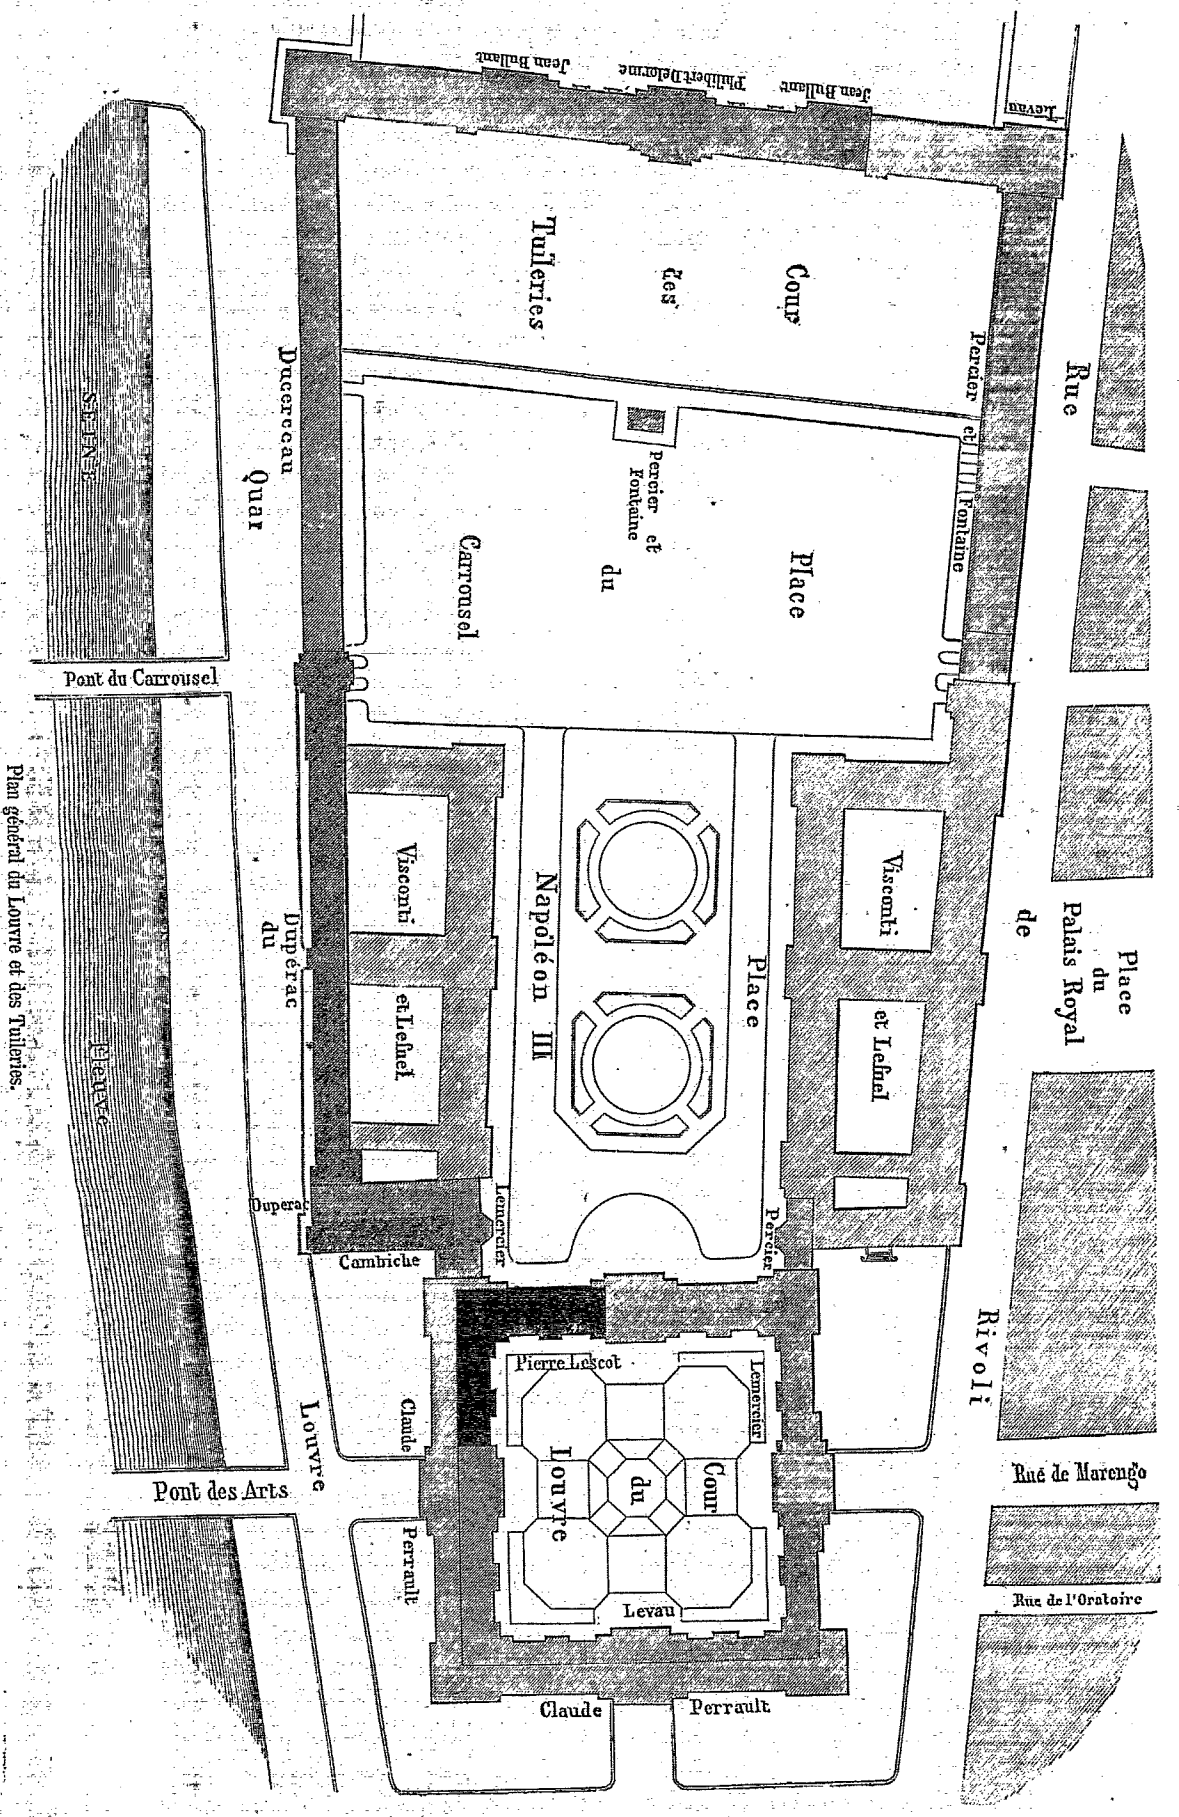 Jean Bullant
Philibert Delorme
Jean Bullant
Levau
Cour
des
Tuileries
Percier et Fontaine
Rue
de
Rivoli
Ducerceau
Quai
du
Louvre
SEINE
Fleuve
Percier et
Fontaine
Place
du
Carrousel
Pont du Carrousel
Visconti
et Lefuel
Visconti
et Lefuel
Place
Napoléon III
Place
du
Palais Royal
Dupérac
Duperac
Cambiche
Lemercier
Percier
Pierre Lescot
Lemercier
Cour
du
Louvre
Levau
Claude
Perrault
Claude Perrault
Pont des Arts
Rue de Marengo
Rue de l'Oratoire
Plan général du Louvre et des Tuileries.